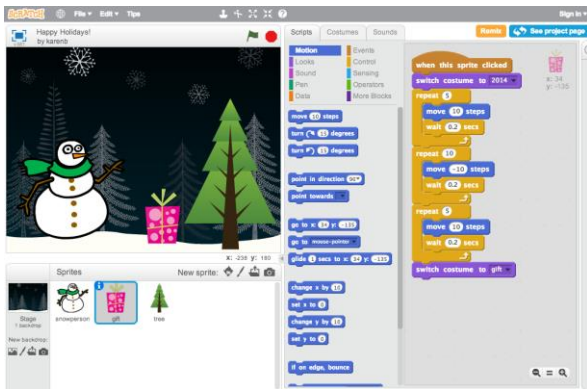 SCRATCH File Edit Tips Sign in
Happy Holidays!
by karenb
Scripts Costumes Sounds
Remix See project page
Motion Events
Looks Control
Sound Sensing
Pen Operators
Data More Blocks
move 10 steps
turn 15 degrees
turn 15 degrees
point in direction 90
point towards
go to x: 34 y: -135
go to mouse-pointer
glide 1 secs to x: 34 y: -135
change x by 10
set x to 0
change y by 10
set y to 0
if on edge, bounce
x: 34
y: -135
when this sprite clicked
switch costume to 2014
repeat 5
move 10 steps
wait 0.2 secs
repeat 10
move -10 steps
wait 0.2 secs
repeat 5
move 10 steps
wait 0.2 secs
switch costume to gift
x: -236 y: 180
Sprites New sprite:
Stage
1 backdrop
New backdrop:
snowperson gift tree